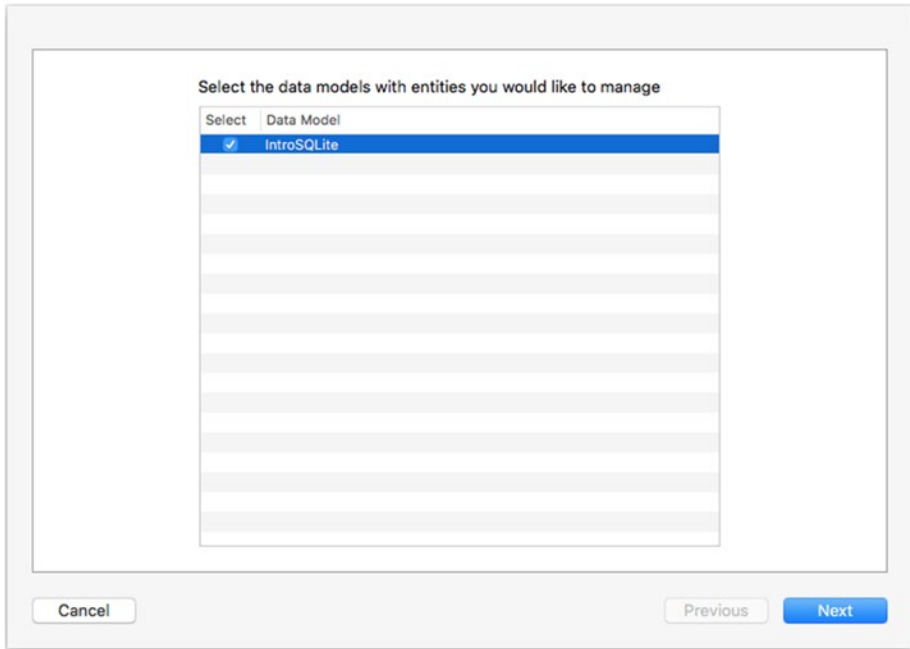 Select the data models with entities you would like to manage
Select Data Model
IntroSQLite
Cancel Previous Next